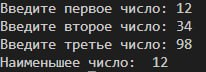 Введите первое число: 12
Введите второе число: 34
Введите третье число: 98
Наименьшее число:  12